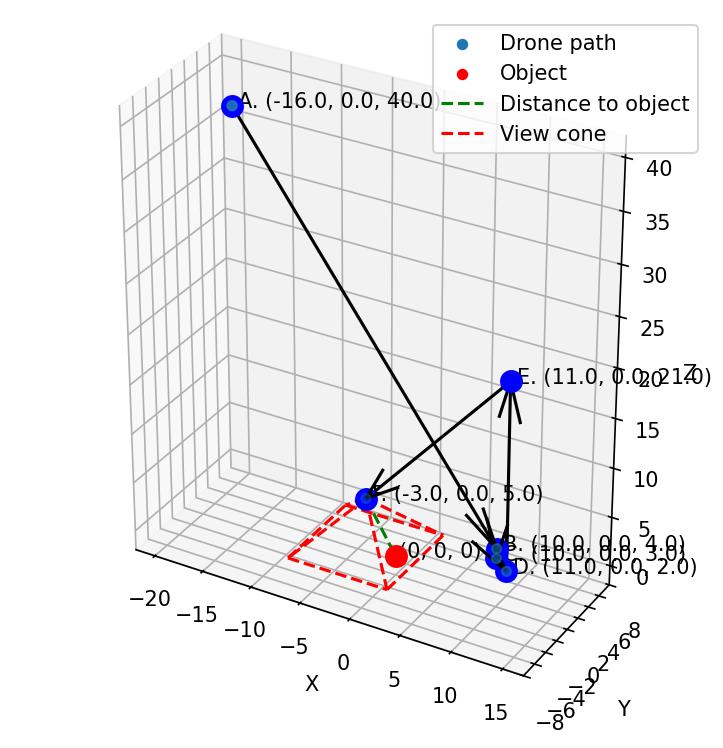 Drone path
Object
Distance to object
View cone
A. (-16.0, 0.0, 40.0)
E. (11.0, 0.0, 21.0)
(-3.0, 0.0, 5.0)
(0, 0, 0)
B. (10.0, 0.0, 4.0)
(10.0, 0.0, 3.0)
D. (11.0, 0.0, 2.0)
40
35
30
25
20
15
10
5
0
Z
−20
−15
−10
−5
0
5
10
15
X
−8
−6
−4
−2
0
2
4
6
8
Y